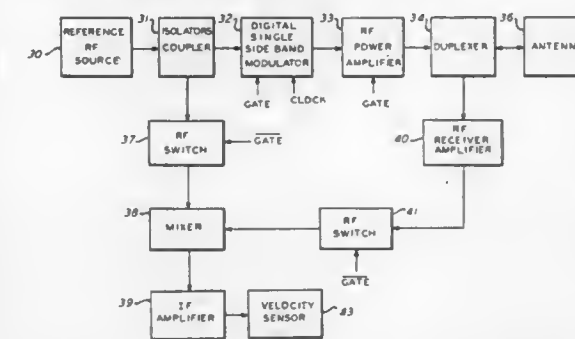 30
REFERENCE
RF
SOURCE
31
ISOLATORS
COUPLER
32
DIGITAL
SINGLE
SIDE BAND
MODULATOR
GATE
CLOCK
33
RF
POWER
AMPLIFIER
GATE
34
DUPLEXER
36
ANTENN
37
RF
SWITCH
GATE
40
RF
RECEIVER
AMPLIFIER
38
MIXER
41
RF
SWITCH
GATE
39
IF
AMPLIFIER
VELOCITY
SENSOR
43